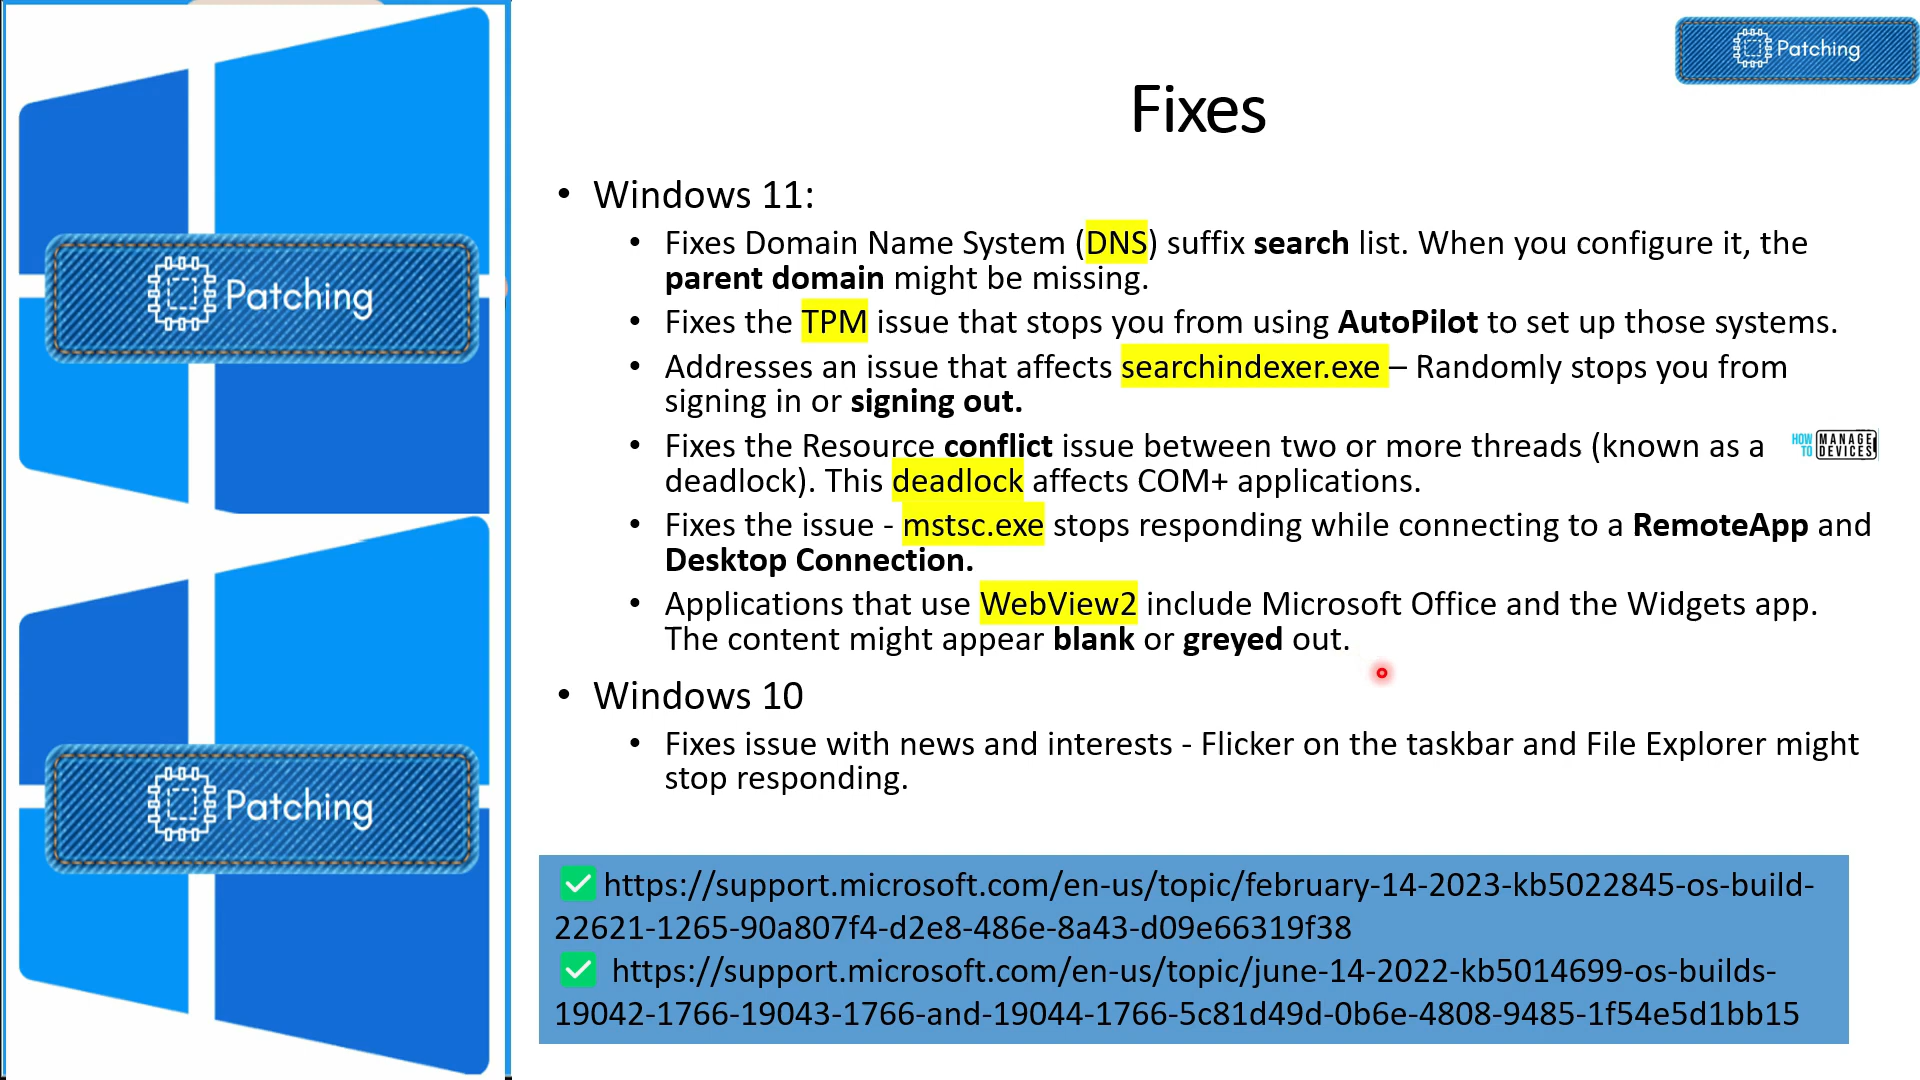 Patching
Fixes
• Windows 11:
• Fixes Domain Name System (DNS) suffix search list. When you configure it, the
parent domain might be missing.
• Fixes the TPM issue that stops you from using AutoPilot to set up those systems.
• Addresses an issue that affects searchindexer.exe – Randomly stops you from
signing in or signing out.
• Fixes the Resource conflict issue between two or more threads (known as a
deadlock). This deadlock affects COM+ applications.
HOW TO MANAGE DEVICES
• Fixes the issue - mstsc.exe stops responding while connecting to a RemoteApp and
Desktop Connection.
• Applications that use WebView2 include Microsoft Office and the Widgets app.
The content might appear blank or greyed out.
• Windows 10
• Fixes issue with news and interests - Flicker on the taskbar and File Explorer might
stop responding.
✅https://support.microsoft.com/en-us/topic/february-14-2023-kb5022845-os-build-
22621-1265-90a807f4-d2e8-486e-8a43-d09e66319f38
✅ https://support.microsoft.com/en-us/topic/june-14-2022-kb5014699-os-builds-
19042-1766-19043-1766-and-19044-1766-5c81d49d-0b6e-4808-9485-1f54e5d1bb15
Patching
Patching